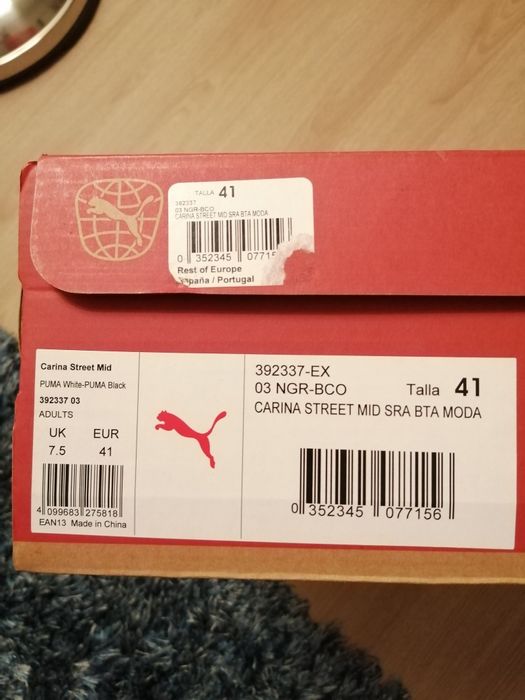 TALLA 41
392337
03 NGR-BCO
CARINA STREET MID SRA BTA MODA
0 352345
Rest of Europe
/ Portugal
Carina Street Mid
PUMA White-PUMA Black
392337 03
ADULTS
UK EUR
7.5 41
4 099683 275818
EAN13 Made in China
392337-EX
03 NGR-BCO Talla 41
CARINA STREET MID SRA BTA MODA
0 352345 077156